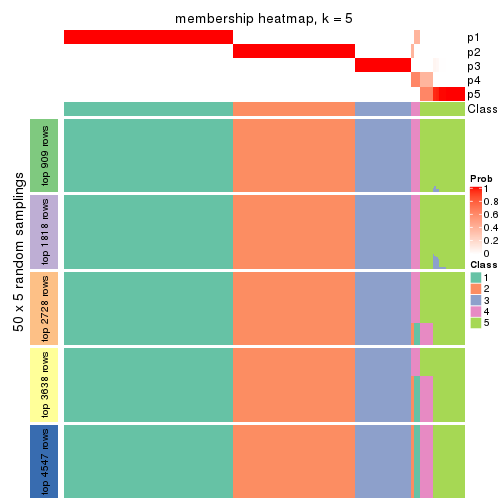 membership heatmap, k = 5
p1
p2
p3
p4
p5
Class
50 x 5 random samplings
top 909 rows
top 1818 rows
top 2728 rows
top 3638 rows
top 4547 rows
Prob
1
0.8
0.6
0.4
0.2
0
Class
1
2
3
4
5